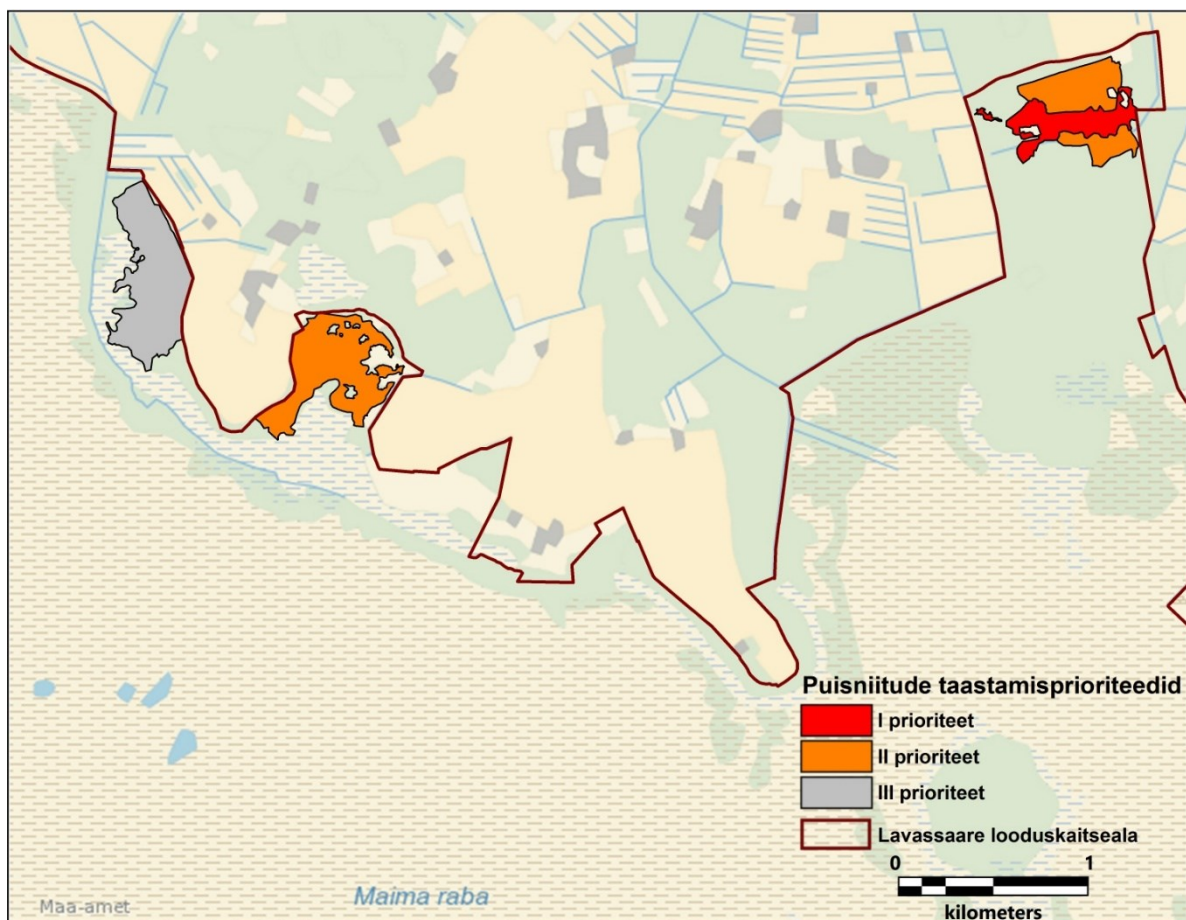 Puisniitude taastamisprioriteedid
I prioriteet
II prioriteet
III prioriteet
Lavassaare looduskaitseala
0 1
kilometers
Maima raba
Maa-amet